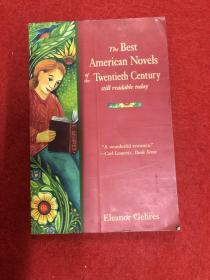 The Best
American Novels
of the Twentieth Century
still readable today
"A wonderful resource."
—Carl Lennertz, Book Sense
Eleanor Gehres